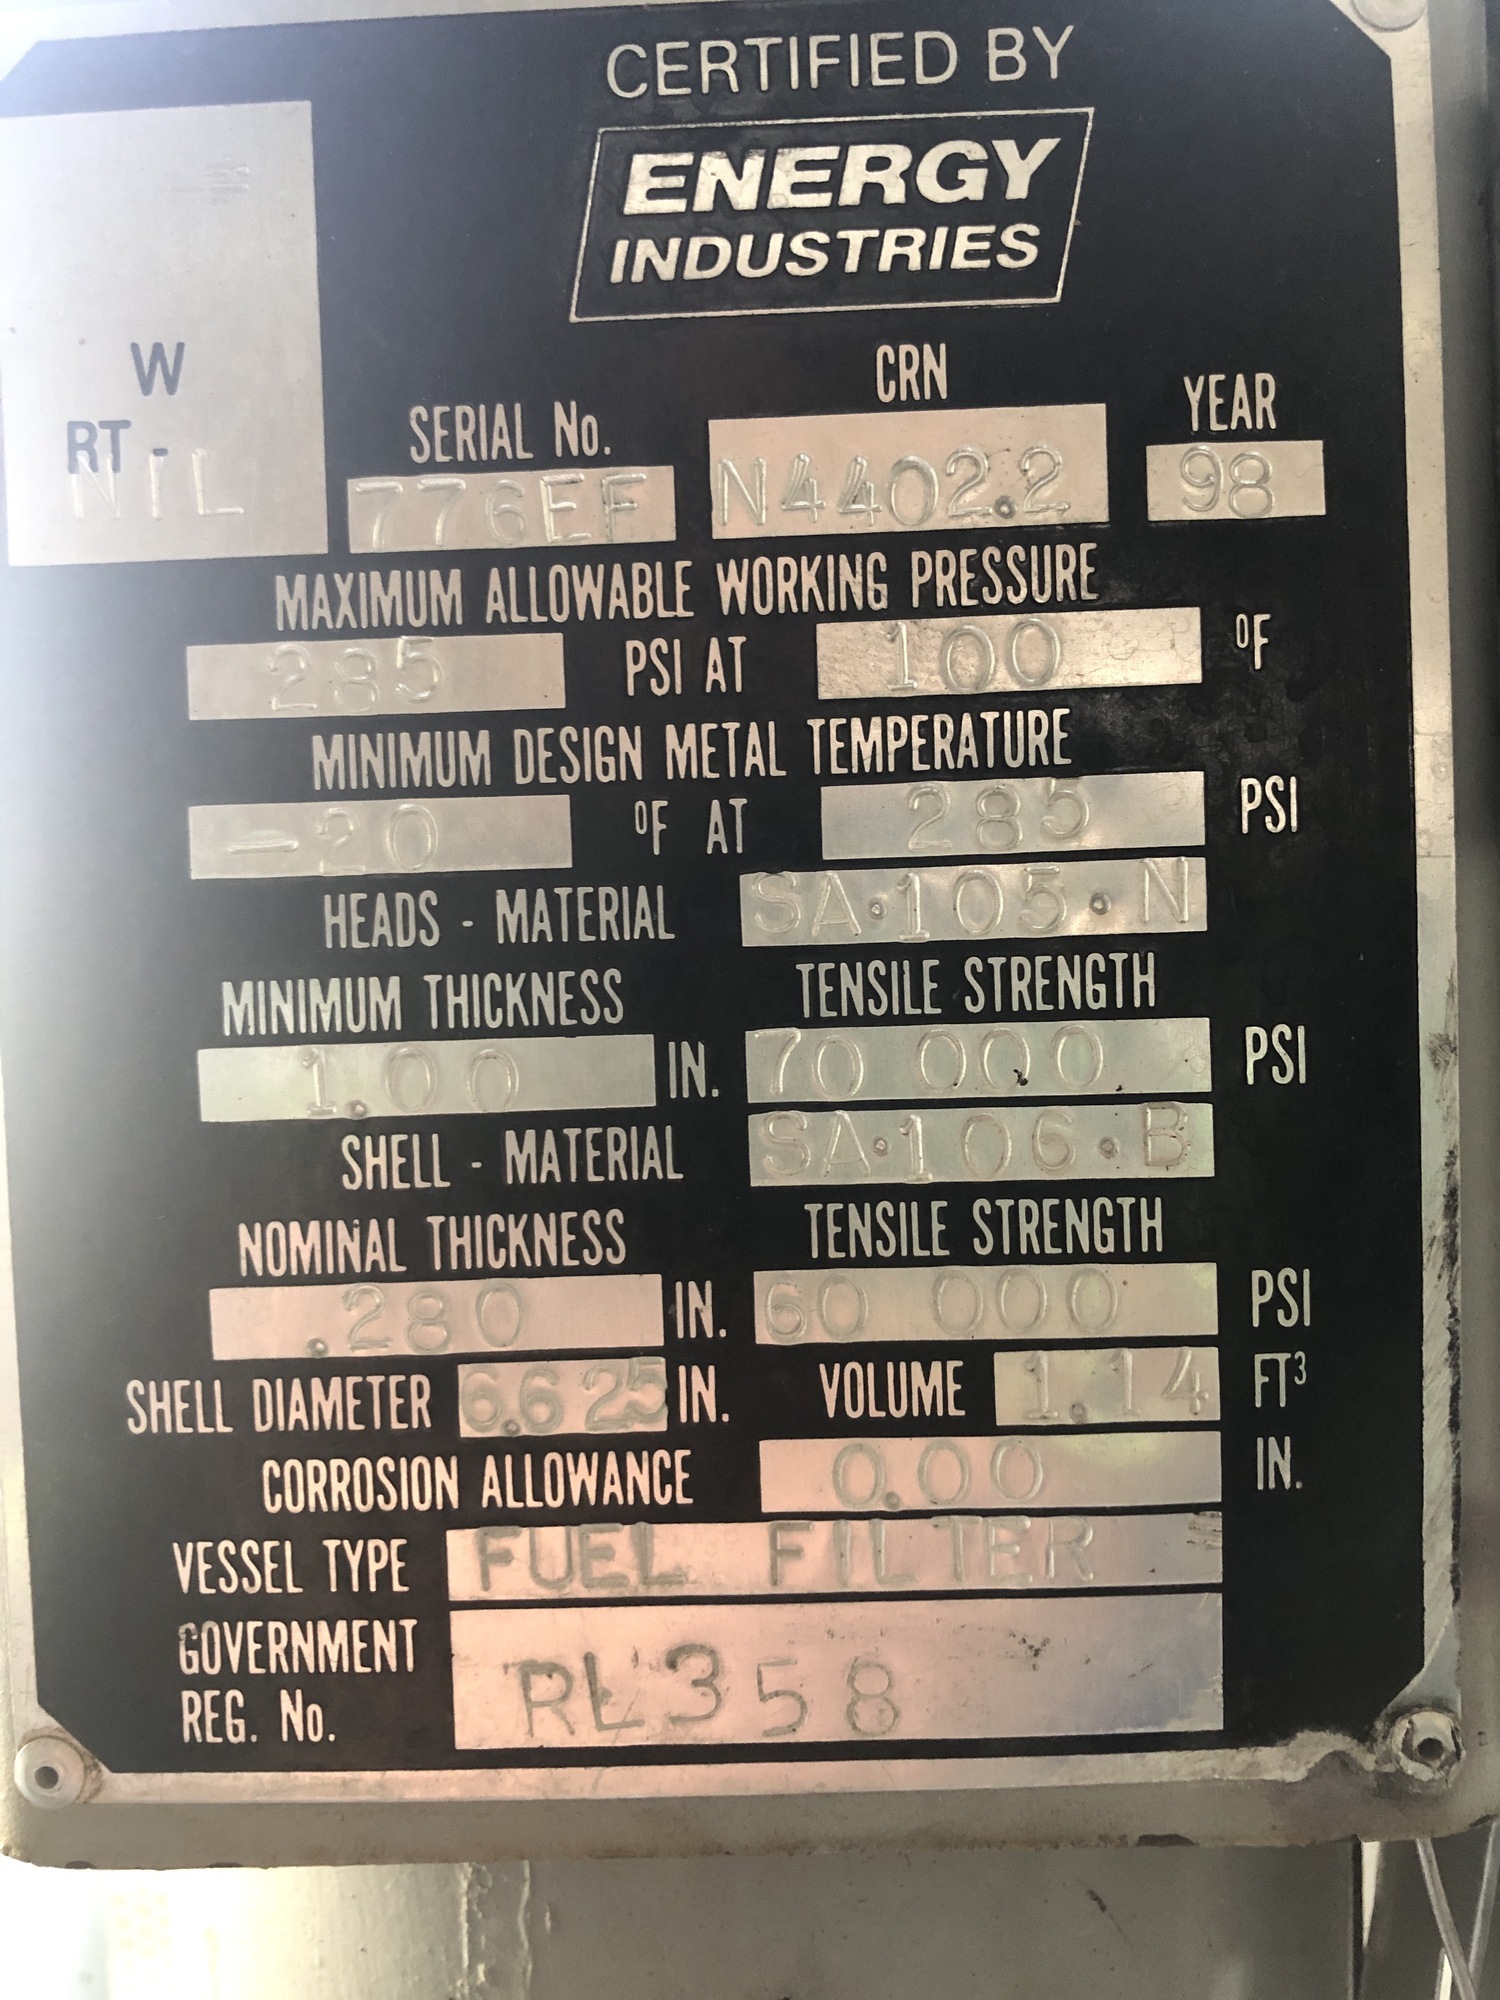 CERTIFIED BY
ENERGY
INDUSTRIES
W
RT -
NIL
SERIAL No. CRN YEAR
776EF N4402.2 98
MAXIMUM ALLOWABLE WORKING PRESSURE
285 PSI AT 100 ºF
MINIMUM DESIGN METAL TEMPERATURE
-20 ºF AT 285 PSI
HEADS - MATERIAL SA·105·N
MINIMUM THICKNESS TENSILE STRENGTH
1.00 IN. 70 000 PSI
SHELL - MATERIAL SA·106·B
NOMINAL THICKNESS TENSILE STRENGTH
.280 IN. 60 000 PSI
SHELL DIAMETER 6.625 IN. VOLUME 1.14 FT³
CORROSION ALLOWANCE 0.00 IN.
VESSEL TYPE FUEL FILTER
GOVERNMENT
REG. No. RL358